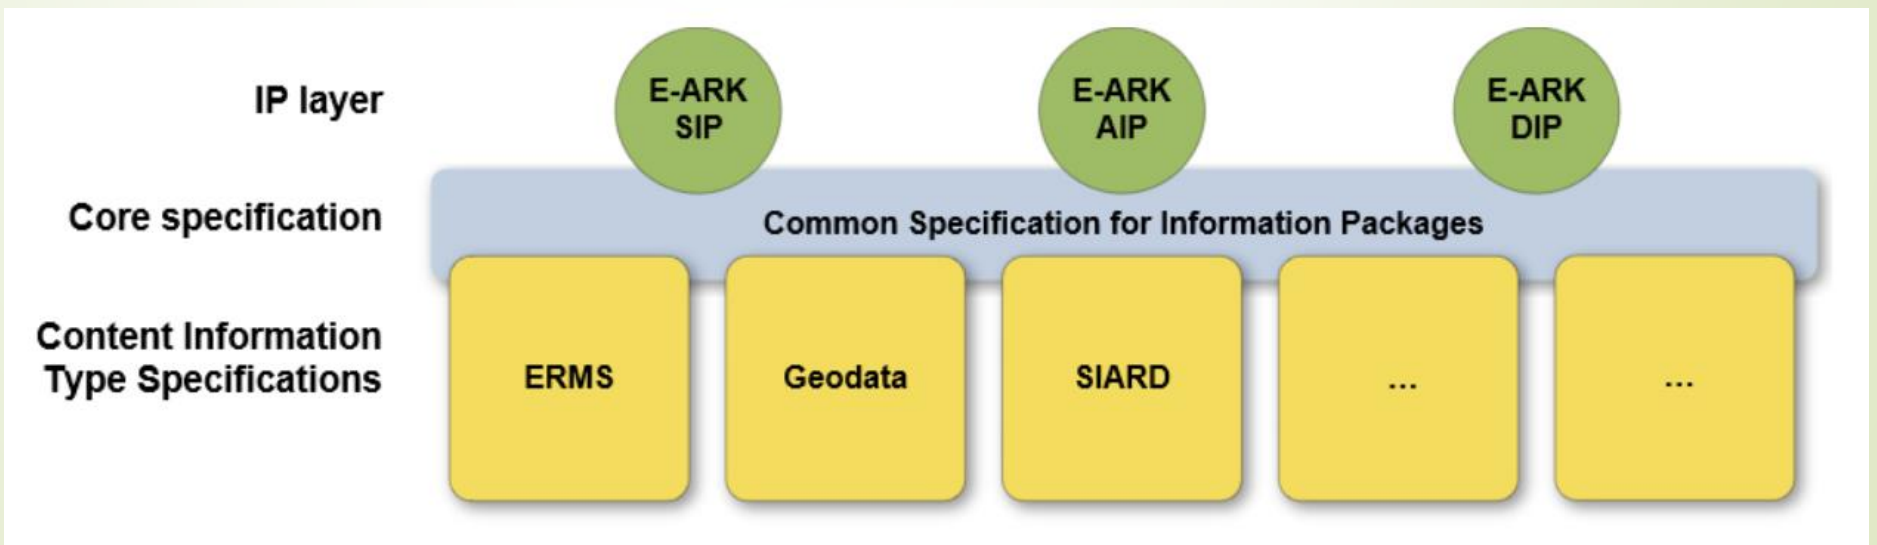 IP layer
E-ARK
SIP
E-ARK
AIP
E-ARK
DIP
Core specification
Common Specification for Information Packages
Content Information
Type Specifications
ERMS
Geodata
SIARD
...
...